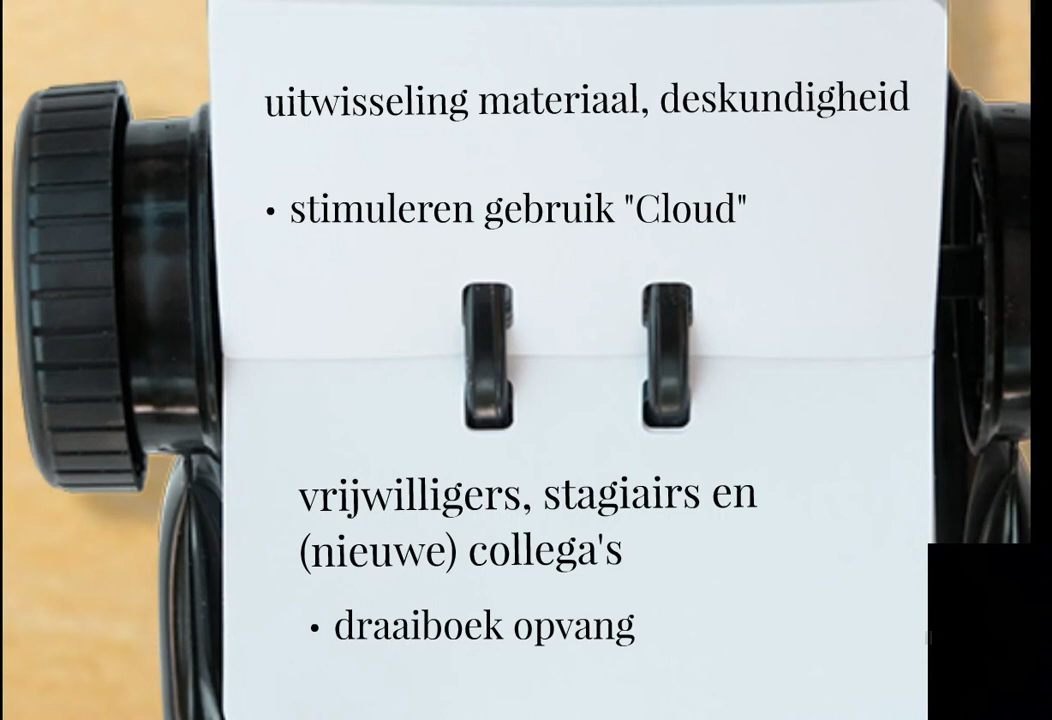 uitwisseling materiaal, deskundigheid
• stimuleren gebruik "Cloud"
vrijwilligers, stagiairs en
(nieuwe) collega's
• draaiboek opvang